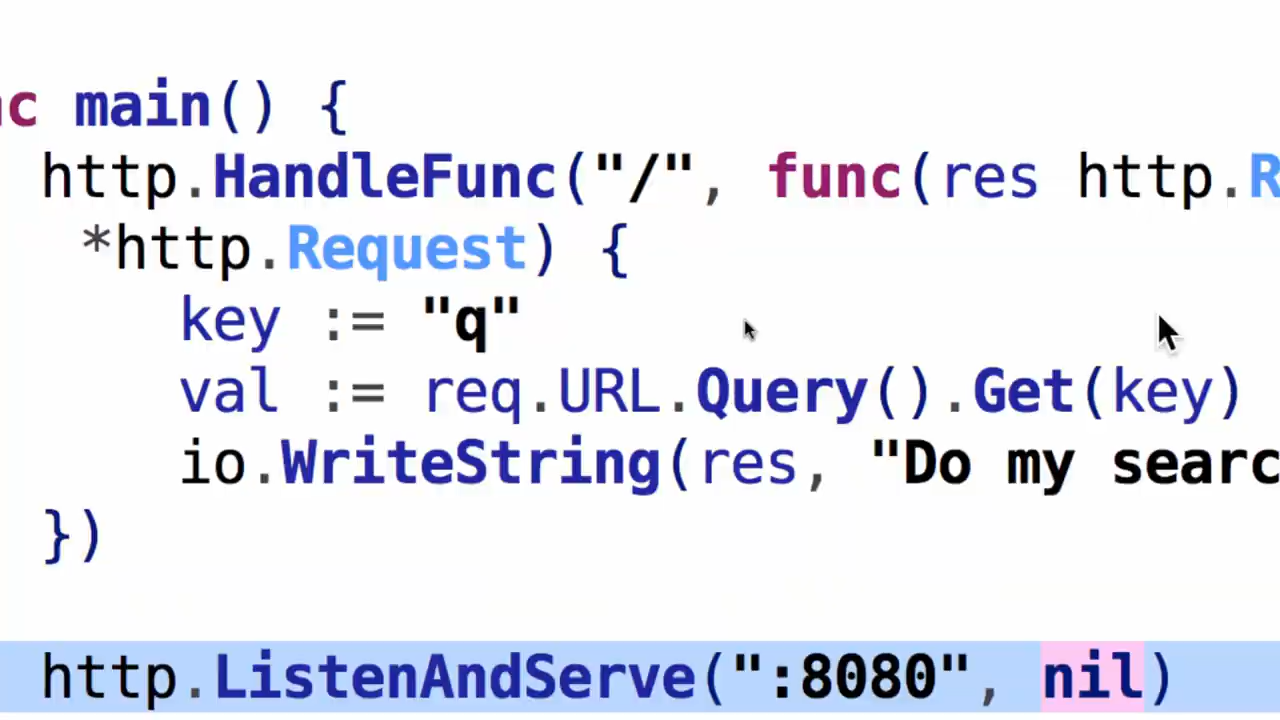 nc main() {
http.HandleFunc("/", func(res http.R
*http.Request) {
key := "q"
val := req.URL.Query().Get(key)
io.WriteString(res, "Do my searc
})
http.ListenAndServe(":8080", nil)